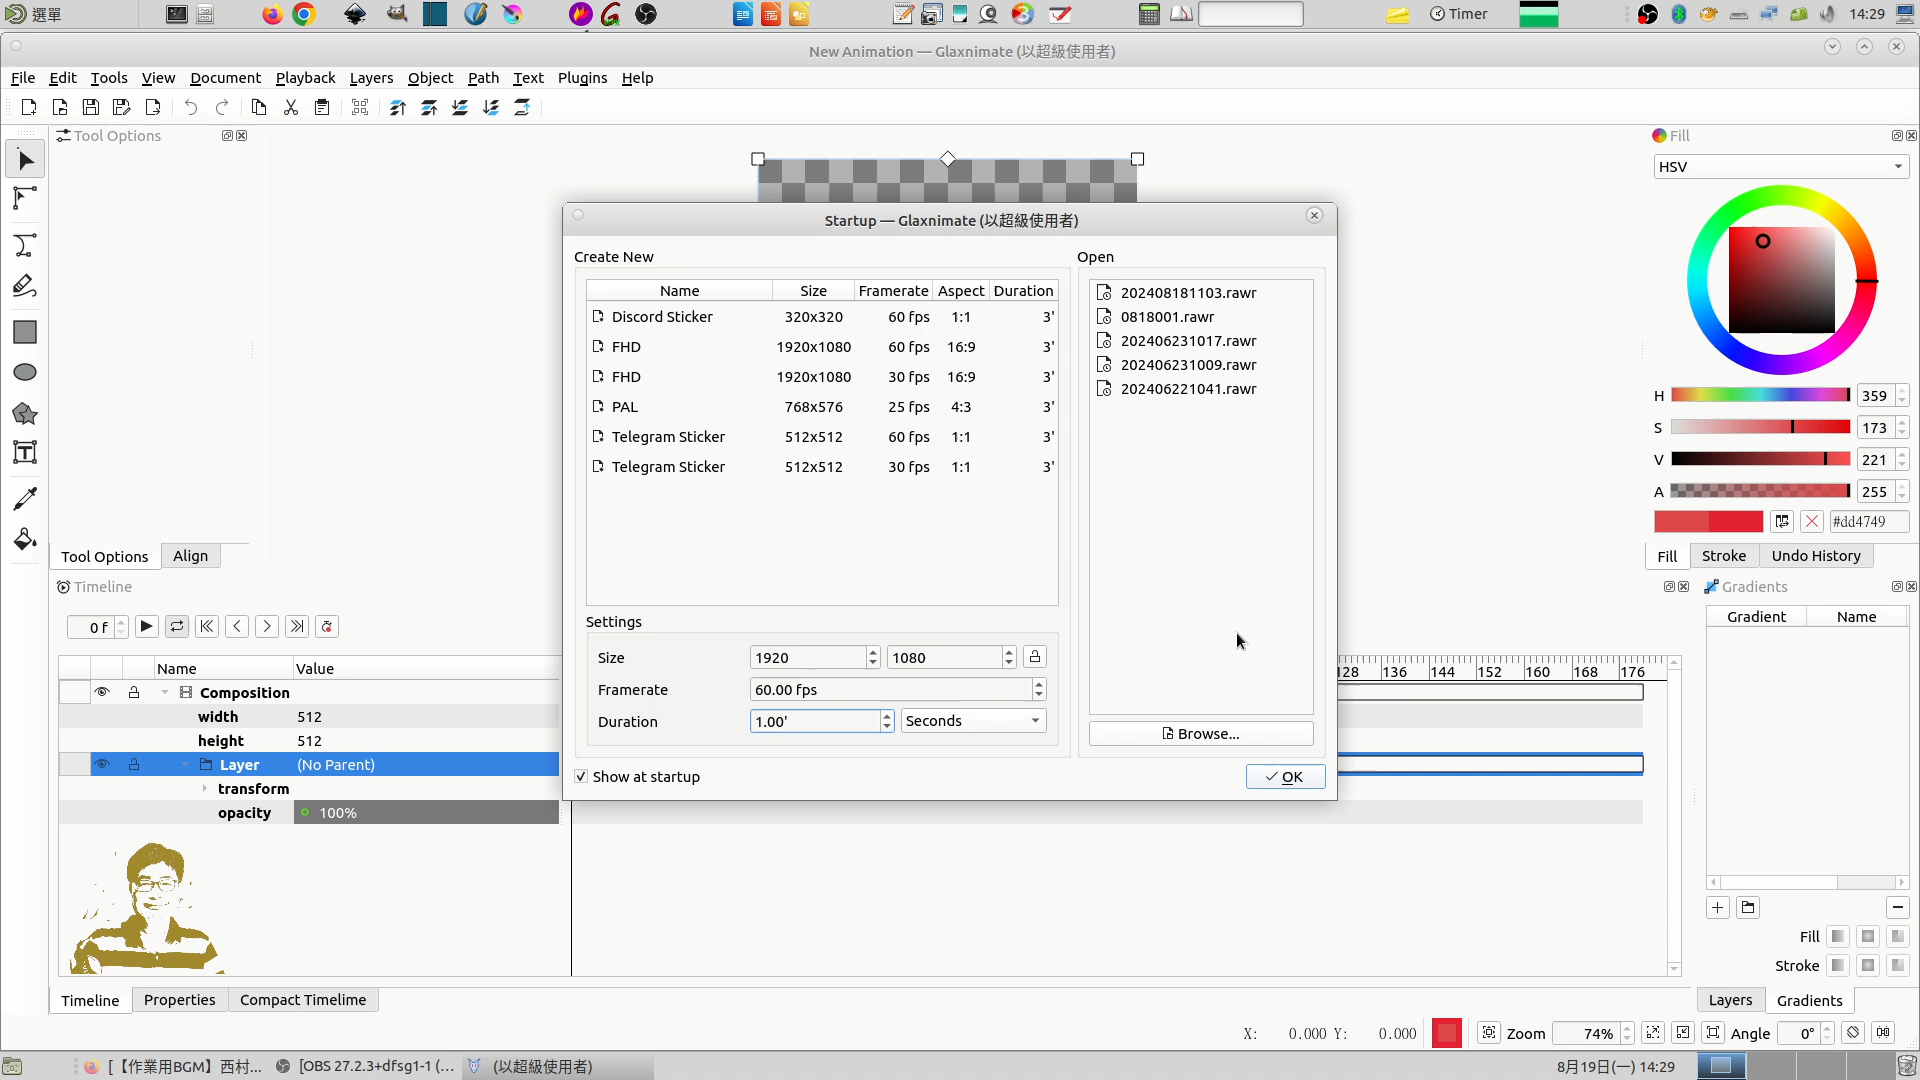 選單
Timer
14:29
New Animation — Glaxnimate (以超級使用者)
File Edit Tools View Document Playback Layers Object Path Text Plugins Help
Tool Options
Fill
HSV
Startup — Glaxnimate (以超級使用者)
Create New
Name Size Framerate Aspect Duration
Discord Sticker 320x320 60 fps 1:1 3'
FHD 1920x1080 60 fps 16:9 3'
FHD 1920x1080 30 fps 16:9 3'
PAL 768x576 25 fps 4:3 3'
Telegram Sticker 512x512 60 fps 1:1 3'
Telegram Sticker 512x512 30 fps 1:1 3'
Settings
Size 1920 1080
Framerate 60.00 fps
Duration 1.00' Seconds
Show at startup
Open
202408181103.rawr
0818001.rawr
202406231017.rawr
202406231009.rawr
202406221041.rawr
Browse...
OK
H 359
S 173
V 221
A 255
#dd4749
Fill Stroke Undo History
Tool Options Align
Timeline
0 f
Name Value
Composition
width 512
height 512
Layer (No Parent)
transform
opacity 100%
128 136 144 152 160 168 176
Gradients
Gradient Name
Fill
Stroke
Timeline Properties Compact Timeline
Layers Gradients
X: 0.000 Y: 0.000
Zoom 74%
Angle 0°
[【作業用BGM】西村...
[OBS 27.2.3+dfsg1-1 (...
(以超級使用者)
8月19日(一) 14:29